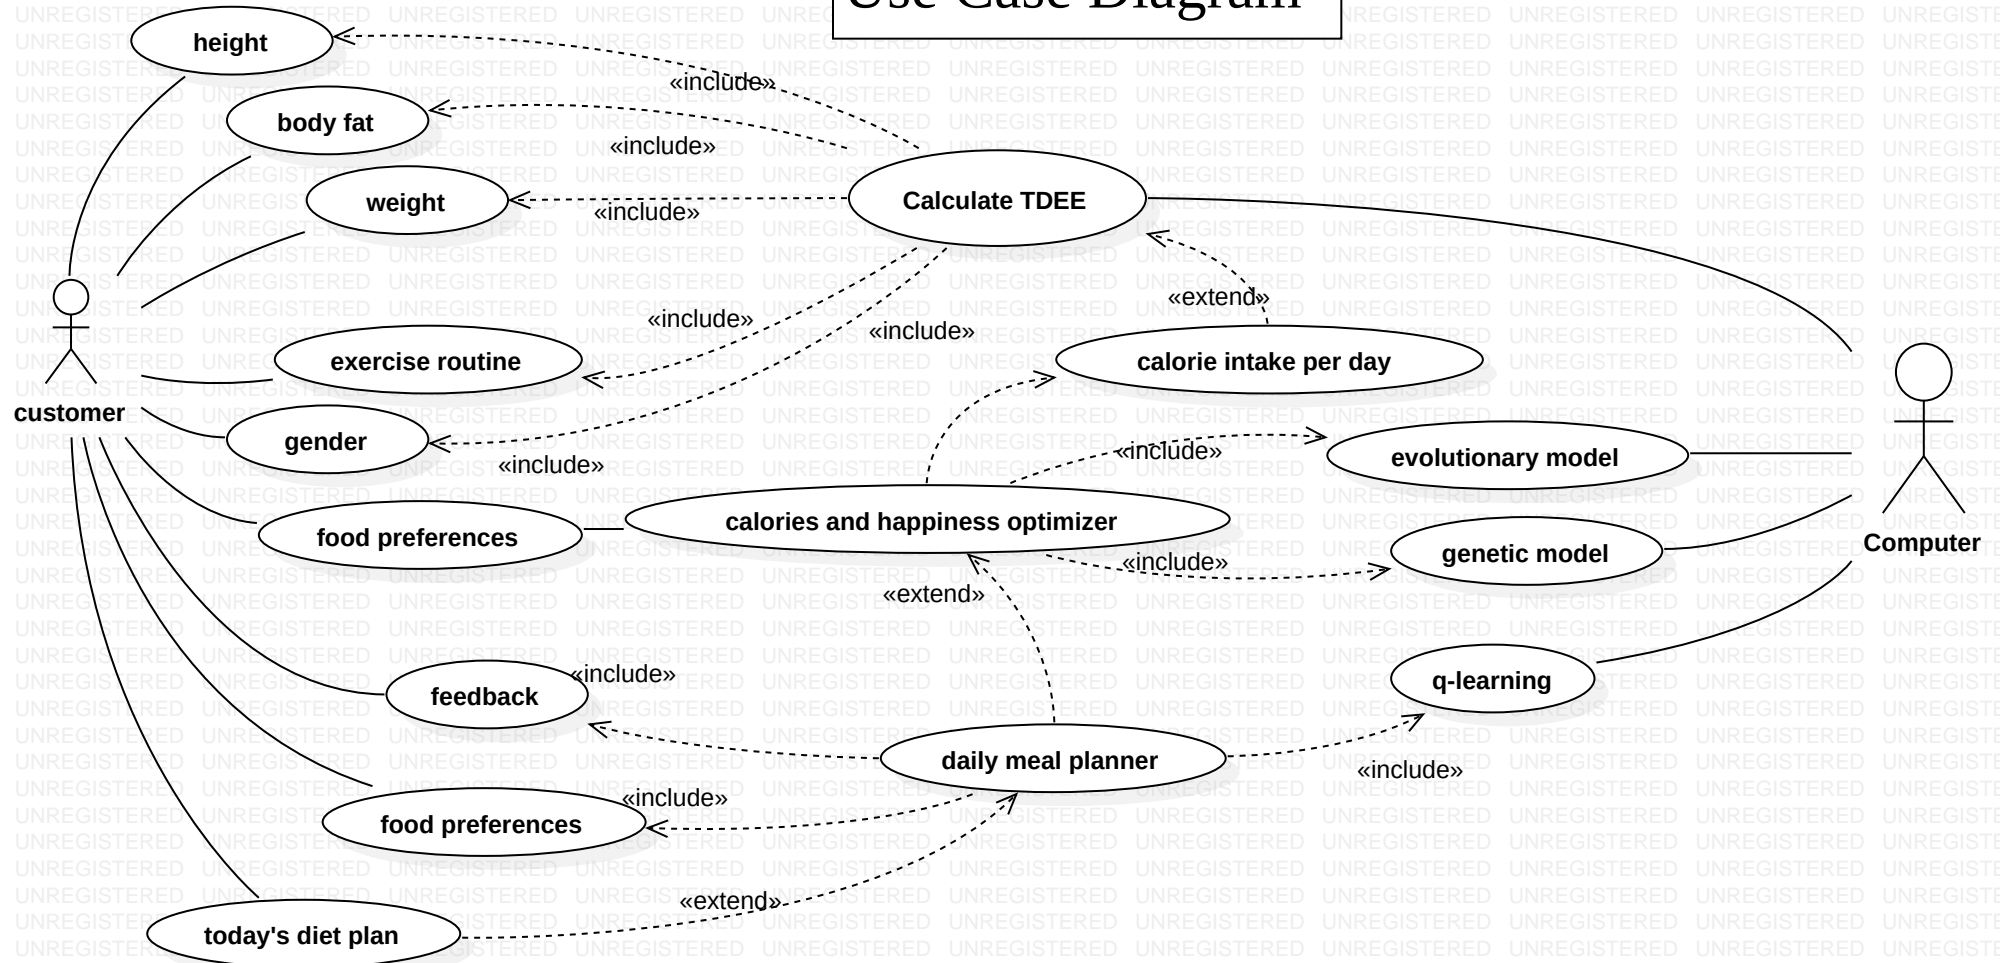 Use Case Diagram
height
«include»
body fat
«include»
weight
«include»
Calculate TDEE
«extend»
«include»
«include»
exercise routine
calorie intake per day
customer
gender
«include»
«include»
evolutionary model
food preferences
calories and happiness optimizer
genetic model
Computer
«include»
«extend»
«include»
feedback
q-learning
daily meal planner
«include»
«include»
food preferences
«extend»
today's diet plan
UNREGISTERED